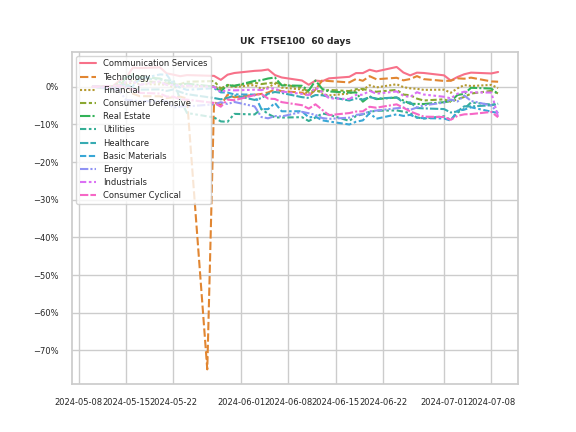 UK  FTSE100  60 days
Communication Services
Technology
Financial
Consumer Defensive
Real Estate
Utilities
Healthcare
Basic Materials
Energy
Industrials
Consumer Cyclical
0%
−10%
−20%
−30%
−40%
−50%
−60%
−70%
2024-05-08 2024-05-15 2024-05-22 2024-06-01 2024-06-08 2024-06-15 2024-06-22 2024-07-01 2024-07-08